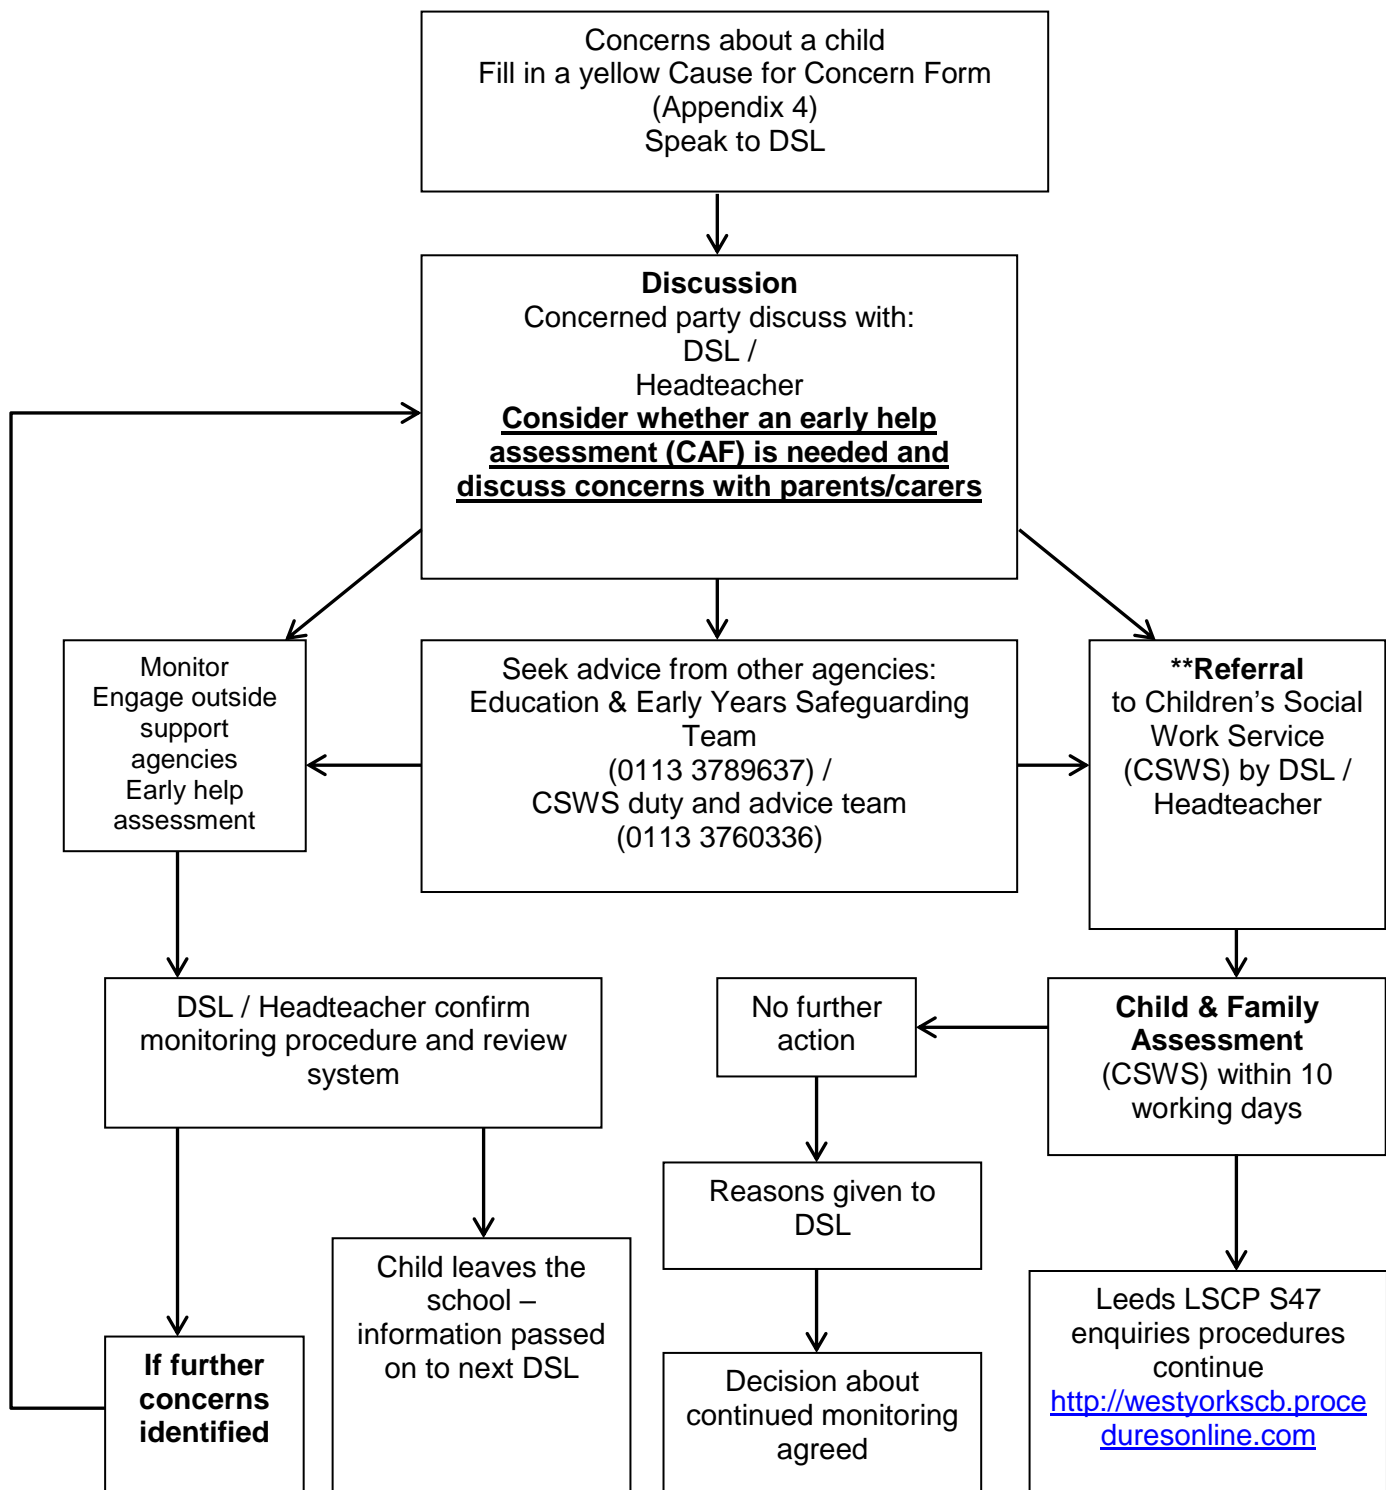 Concerns about a child
Fill in a yellow Cause for Concern Form
(Appendix 4)
Speak to DSL
Discussion
Concerned party discuss with:
DSL /
Headteacher
Consider whether an early help
assessment (CAF) is needed and
discuss concerns with parents/carers
Monitor
Engage outside
support
agencies
Early help
assessment
Seek advice from other agencies:
Education & Early Years Safeguarding
Team
(0113 3789637) /
CSWS duty and advice team
(0113 3760336)
**Referral
to Children’s Social
Work Service
(CSWS) by DSL /
Headteacher
DSL / Headteacher confirm
monitoring procedure and review
system
No further
action
Child & Family
Assessment
(CSWS) within 10
working days
Reasons given to
DSL
If further
concerns
identified
Child leaves the
school –
information passed
on to next DSL
Decision about
continued monitoring
agreed
Leeds LSCP S47
enquiries procedures
continue
http://westyorkscb.proce
duresonline.com